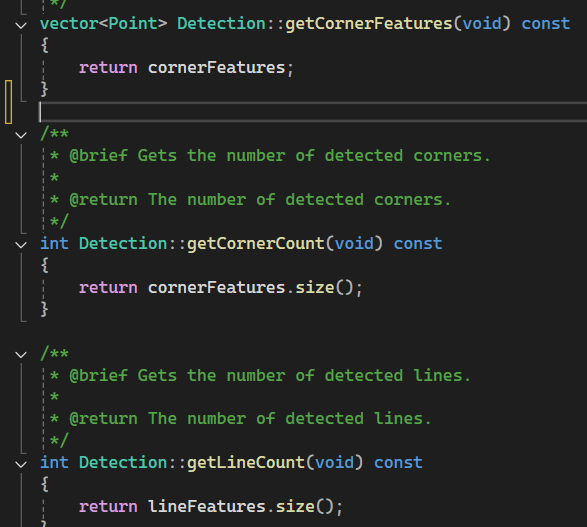 */
vector<Point> Detection::getCornerFeatures(void) const
{
return cornerFeatures;
}
/**
* @brief Gets the number of detected corners.
*
* @return The number of detected corners.
*/
int Detection::getCornerCount(void) const
{
return cornerFeatures.size();
}
/**
* @brief Gets the number of detected lines.
*
* @return The number of detected lines.
*/
int Detection::getLineCount(void) const
{
return lineFeatures.size();
}